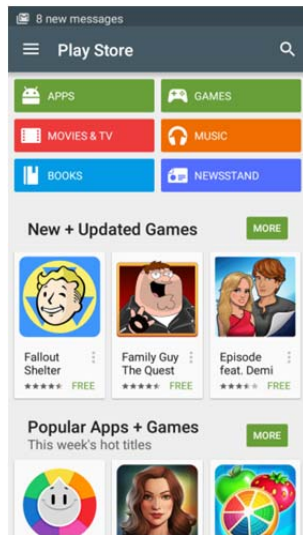 8 new messages
Play Store
APPS
GAMES
MOVIES & TV
MUSIC
BOOKS
NEWSSTAND
New + Updated Games
MORE
Fallout
Shelter
FREE
Family Guy
The Quest
FREE
Episode
feat. Demi
FREE
Popular Apps + Games
This week's hot titles
MORE